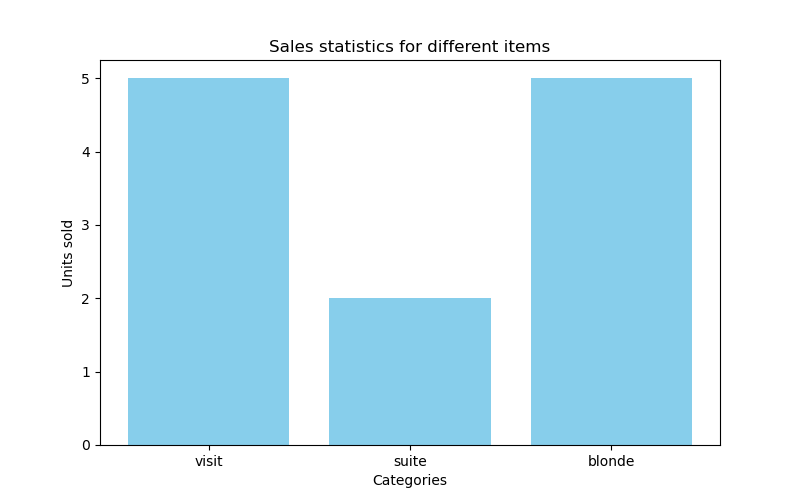 Sales statistics for different items
5
4
3
2
1
0
Units sold
visit suite blonde
Categories